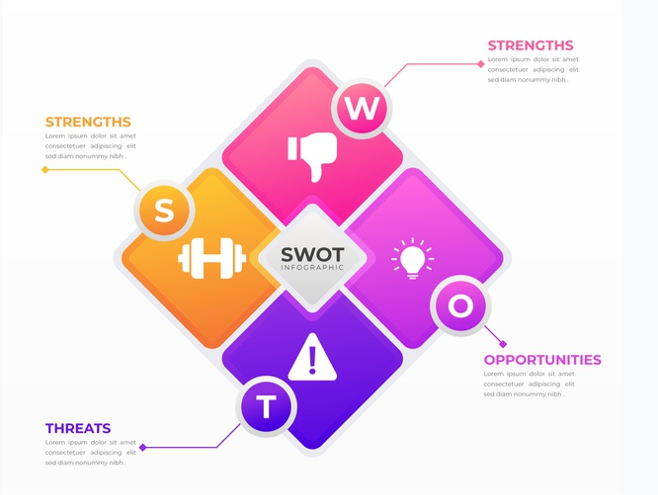 STRENGTHS
Lorem ipsum dolor sit amet
consectetuer adipiscing elit
sed diam nonummy nibh .
W
STRENGTHS
Lorem ipsum dolor sit amet
consectetuer adipiscing elit
sed diam nonummy nibh .
S
SWOT
INFOGRAPHIC
O
OPPORTUNITIES
Lorem ipsum dolor sit amet
consectetuer adipiscing elit
sed diam nonummy nibh .
T
THREATS
Lorem ipsum dolor sit amet
consectetuer adipiscing elit
sed diam nonummy nibh .